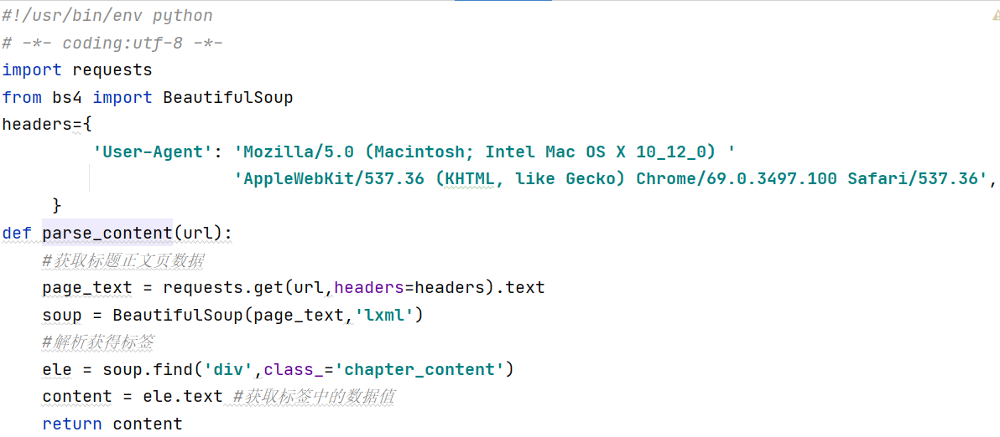 #!/usr/bin/env python
# -*- coding:utf-8 -*-
import requests
from bs4 import BeautifulSoup
headers={
         'User-Agent': 'Mozilla/5.0 (Macintosh; Intel Mac OS X 10_12_0) '
                       'AppleWebKit/537.36 (KHTML, like Gecko) Chrome/69.0.3497.100 Safari/537.36',
     }
def parse_content(url):
    #获取标题正文页数据
    page_text = requests.get(url,headers=headers).text
    soup = BeautifulSoup(page_text,'lxml')
    #解析获得标签
    ele = soup.find('div',class_='chapter_content')
    content = ele.text #获取标签中的数据值
    return content